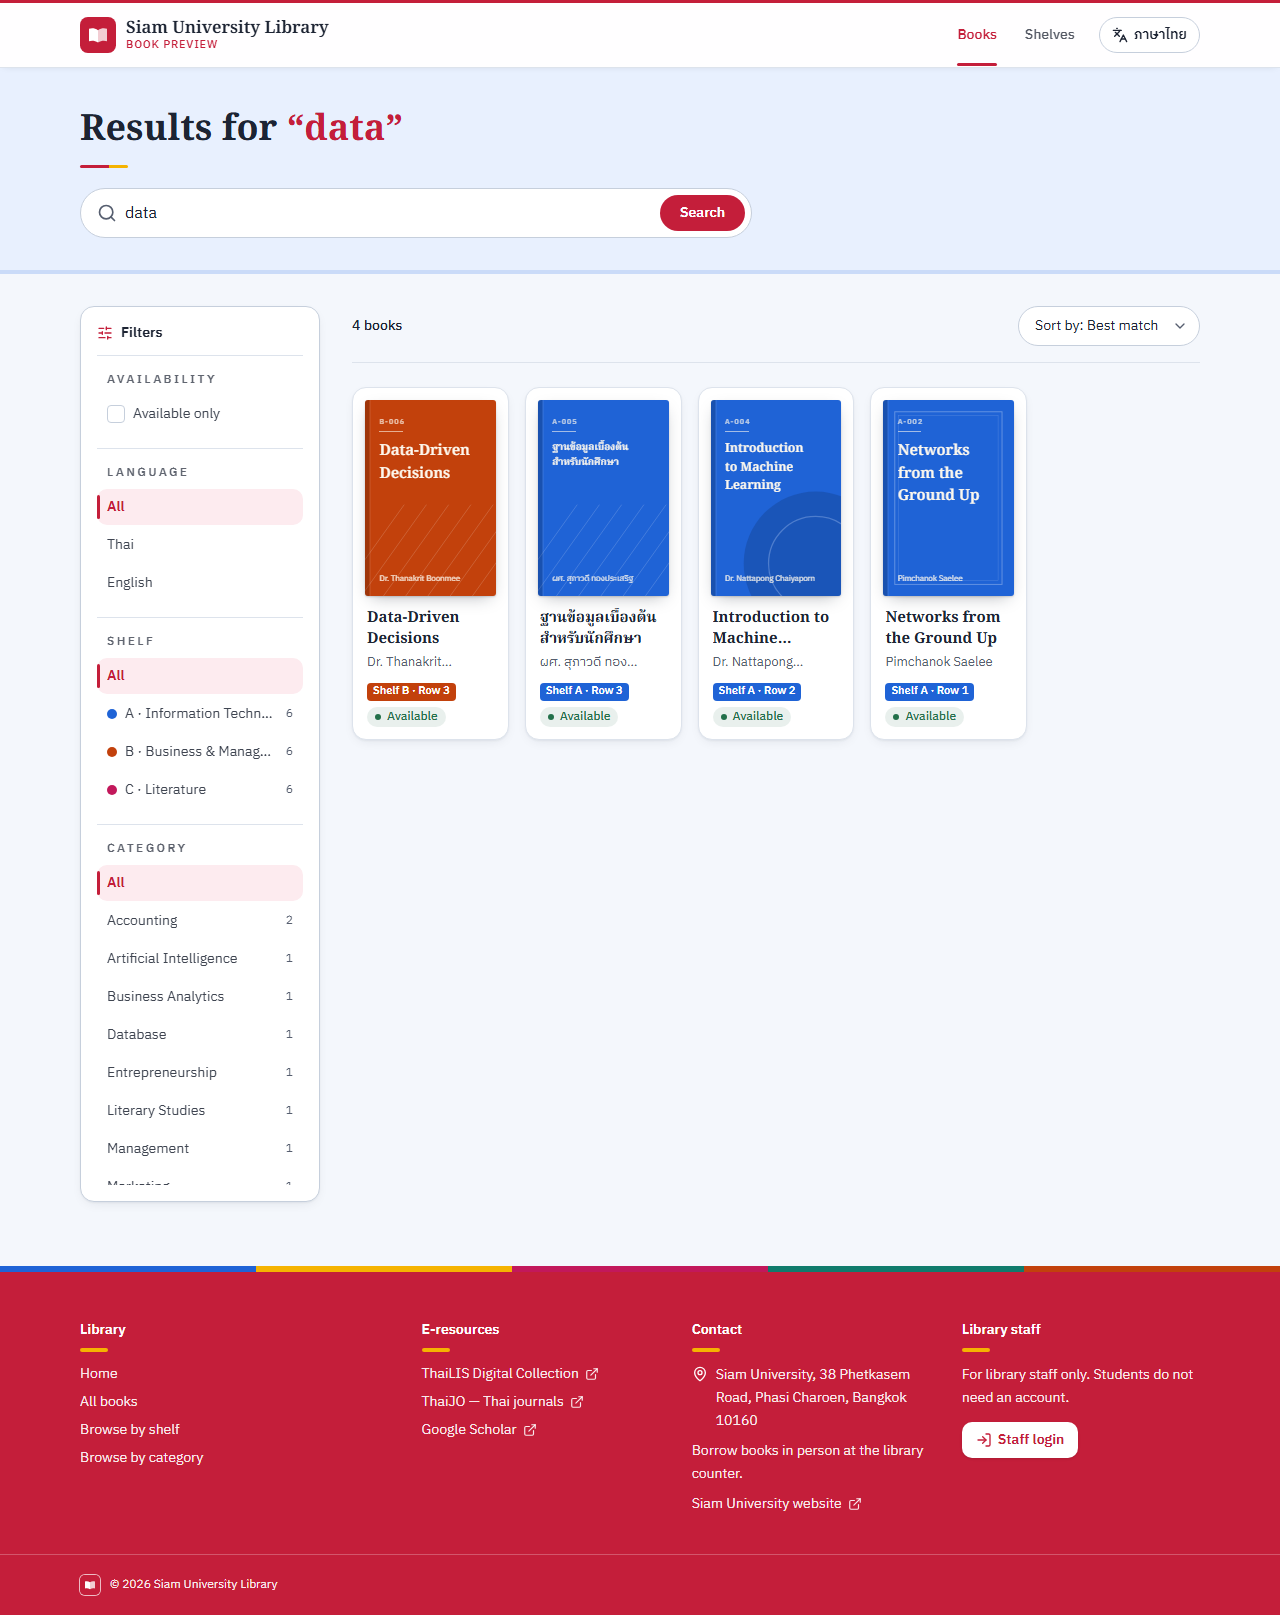 Siam University Library
BOOK PREVIEW
Books
Shelves
ภาษาไทย
Results for “data”
data
Search
Filters
AVAILABILITY
Available only
LANGUAGE
All
Thai
English
SHELF
All
A · Information Techn... 6
B · Business & Manag... 6
C · Literature 6
CATEGORY
All
Accounting 2
Artificial Intelligence 1
Business Analytics 1
Database 1
Entrepreneurship 1
Literary Studies 1
Management 1
Marketing 1
4 books
Sort by: Best match
B-006
Data-Driven
Decisions
Dr. Thanakrit Boonmee
Data-Driven
Decisions
Dr. Thanakrit...
Shelf B · Row 3
Available
A-005
ฐานข้อมูลเบื้องต้น
สำหรับนักศึกษา
ผศ. สุภาวดี ทองประเสริฐ
ฐานข้อมูลเบื้องต้น
สำหรับนักศึกษา
ผศ. สุภาวดี ทอง...
Shelf A · Row 3
Available
A-004
Introduction
to Machine
Learning
Dr. Nattapong Chaiyaporn
Introduction to
Machine...
Dr. Nattapong...
Shelf A · Row 2
Available
A-002
Networks
from the
Ground Up
Pimchanok Saelee
Networks from
the Ground Up
Pimchanok Saelee
Shelf A · Row 1
Available
Library
Home
All books
Browse by shelf
Browse by category
E-resources
ThaiLIS Digital Collection
ThaiJO — Thai journals
Google Scholar
Contact
Siam University, 38 Phetkasem
Road, Phasi Charoen, Bangkok
10160
Borrow books in person at the library
counter.
Siam University website
Library staff
For library staff only. Students do not
need an account.
Staff login
© 2026 Siam University Library